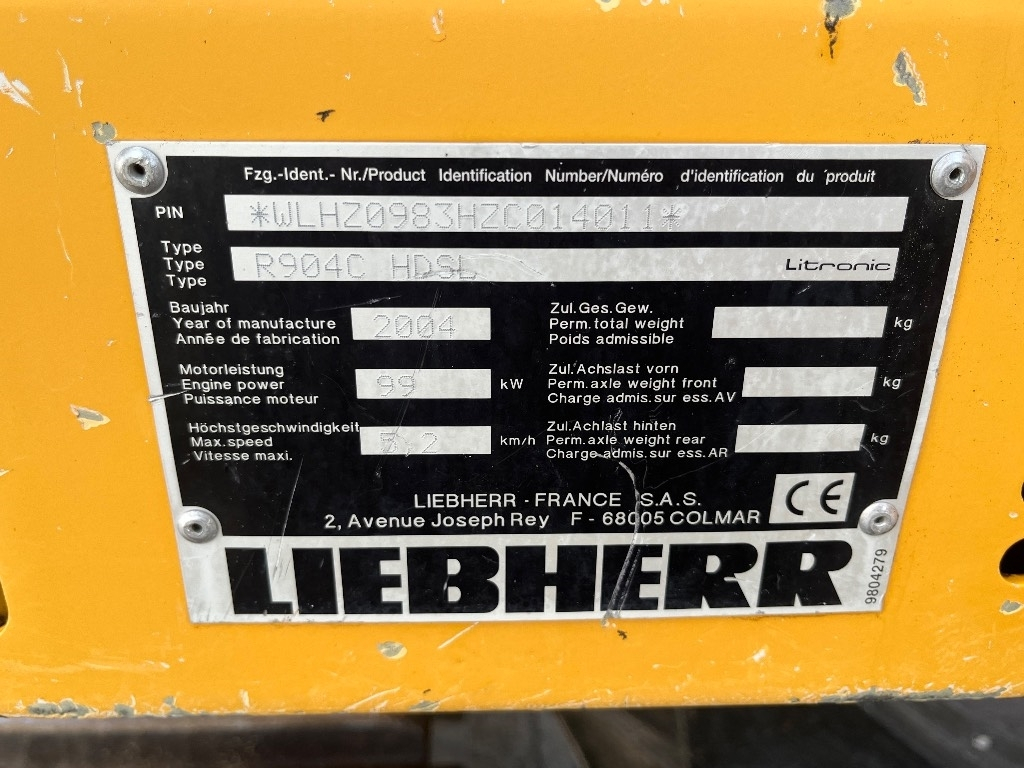 Fzg.-Ident.- Nr./Product Identification Number/Numéro d'identification du produit
PIN *WLHZ0983HZC014011*
Type
Type R904C HDSL Litronic
Type
Baujahr
Year of manufacture 2004
Année de fabrication
Zul.Ges.Gew.
Perm.total weight kg
Poids admissible
Motorleistung
Engine power 99 kW
Puissance moteur
Zul.Achslast vorn
Perm.axle weight front kg
Charge admis.sur ess.AV
Höchstgeschwindigkeit
Max.speed 5,2 km/h
Vitesse maxi.
Zul.Achlast hinten
Perm.axle weight rear kg
Charge admis.sur ess.AR
LIEBHERR - FRANCE S.A.S.
2, Avenue Joseph Rey F - 68005 COLMAR
CE
LIEBHERR
9804279